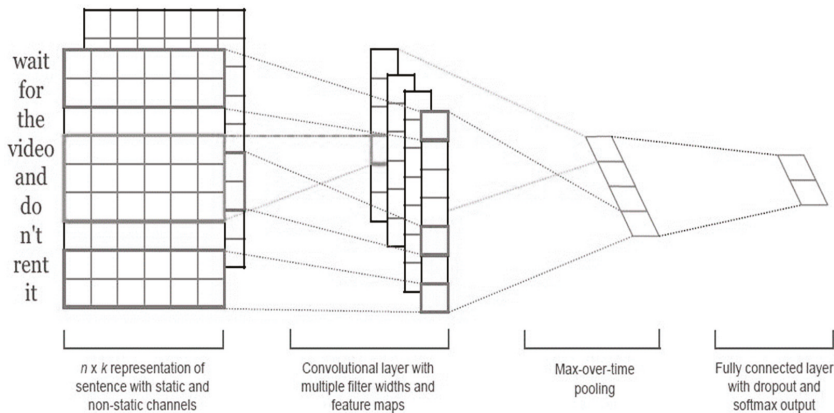 wait
for
the
video
and
do
n't
rent
it
n x k representation of
sentence with static and
non-static channels
Convolutional layer with
multiple filter widths and
feature maps
Max-over-time
pooling
Fully connected layer
with dropout and
softmax output